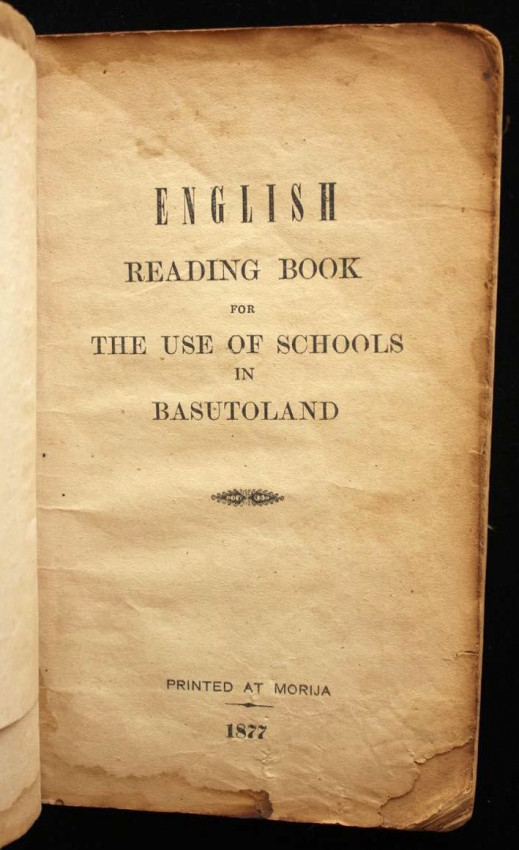 ENGLISH
READING BOOK
FOR
THE USE OF SCHOOLS
IN
BASUTOLAND
PRINTED AT MORIJA
1877